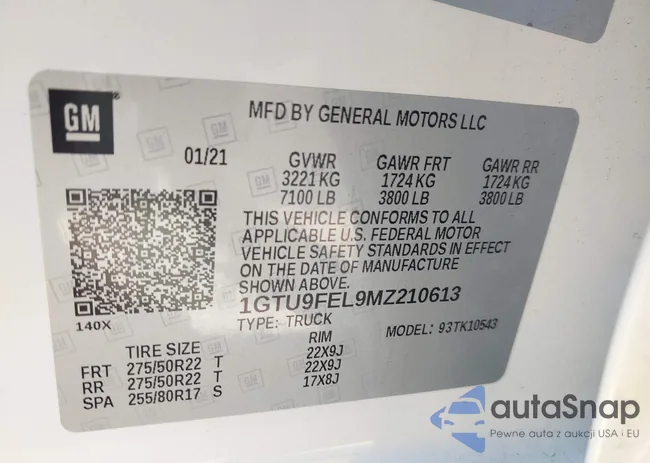 GM
MFD BY GENERAL MOTORS LLC
01/21 GVWR GAWR FRT GAWR RR
3221 KG 1724 KG 1724 KG
7100 LB 3800 LB 3800 LB
THIS VEHICLE CONFORMS TO ALL
APPLICABLE U.S. FEDERAL MOTOR
VEHICLE SAFETY STANDARDS IN EFFECT
ON THE DATE OF MANUFACTURE
SHOWN ABOVE.
1GTU9FEL9MZ210613
140X TYPE: TRUCK MODEL: 93TK10543
TIRE SIZE RIM
FRT 275/50R22 T 22X9J
RR 275/50R22 T 22X9J
SPA 255/80R17 S 17X8J
autaSnap
Pewne auta z aukcji USA i EU